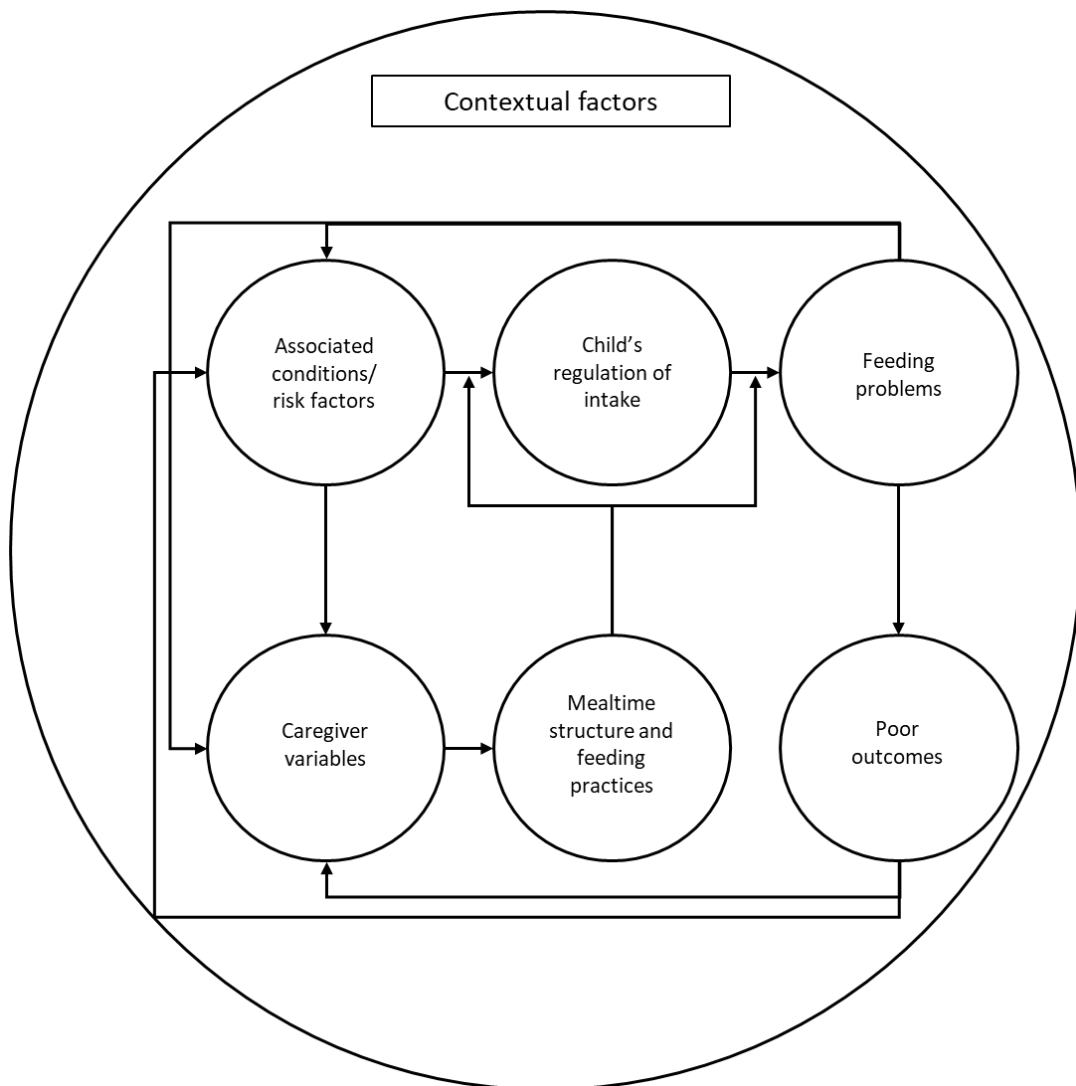 Contextual factors
Associated
conditions/
risk factors
Child’s
regulation of
intake
Feeding
problems
Caregiver
variables
Mealtime
structure and
feeding
practices
Poor
outcomes